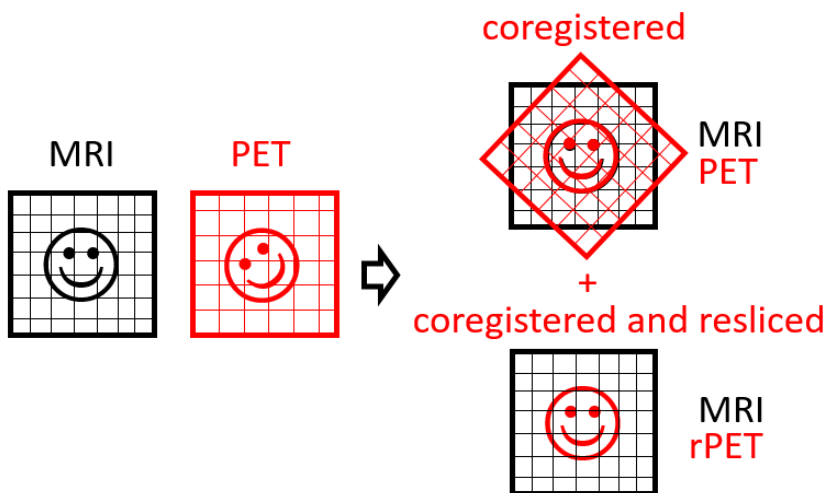 MRI
PET
coregistered
MRI
PET
+
coregistered and resliced
MRI
rPET